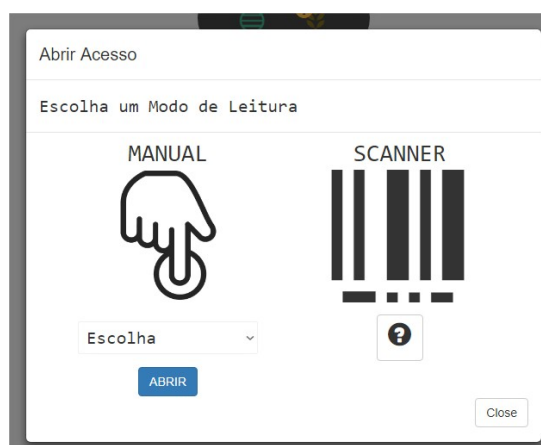 Abrir Acesso
Escolha um Modo de Leitura
MANUAL
SCANNER
Escolha
ABRIR
Close